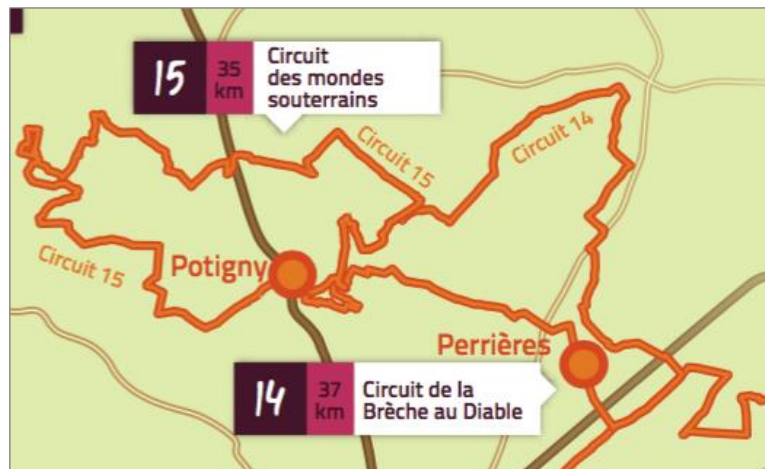 15
35
km
Circuit
des mondes
souterrains
Circuit 15
Circuit 14
Circuit 15
Potigny
Perrières
14
37
km
Circuit de la
Brèche au Diable